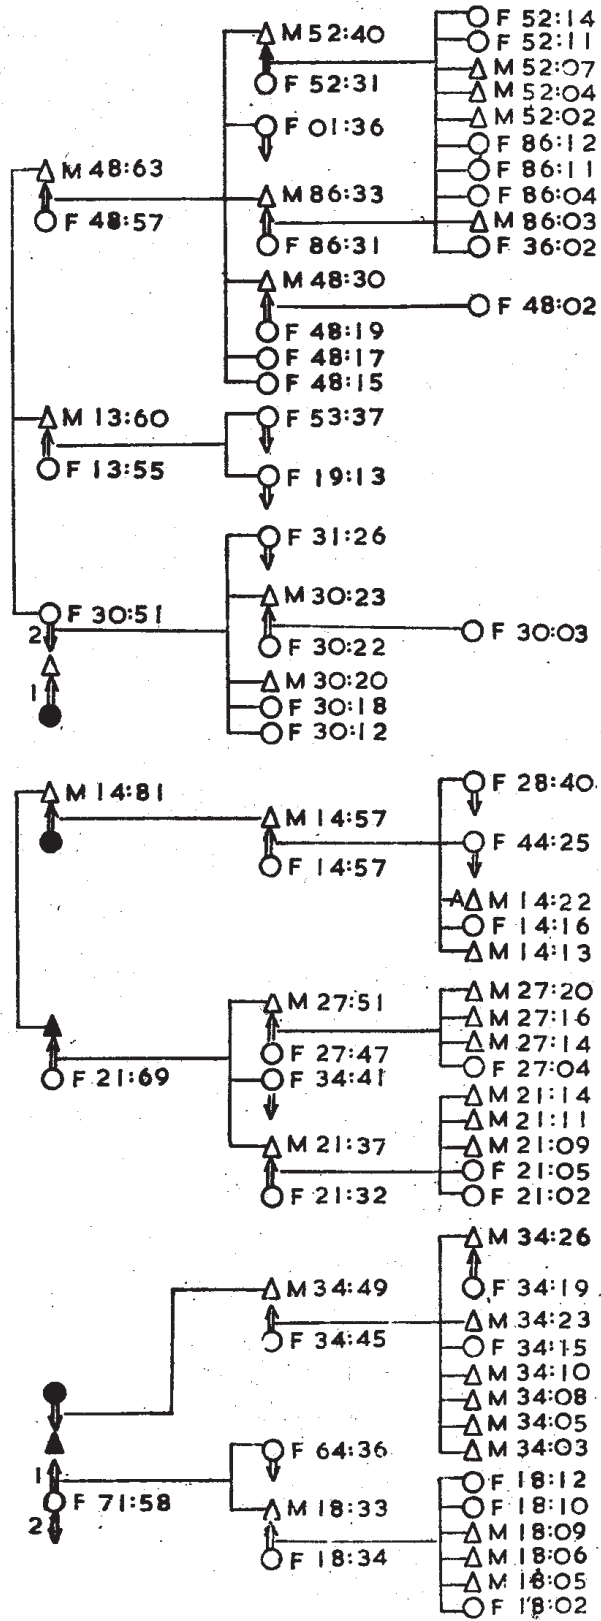 M 52:40
F 52:31
F 01:36
M 48:63
F 48:57
M 86:33
F 86:31
M 48:30
F 48:19
F 48:17
F 48:15
F 52:14
F 52:11
M 52:07
M 52:04
M 52:02
F 86:12
F 86:11
F 86:04
M 86:03
F 36:02
F 48:02
M 13:60
F 13:55
F 53:37
F 19:13
F 30:51
2
1
F 31:26
M 30:23
F 30:22
M 30:20
F 30:18
F 30:12
F 30:03
M 14:81
M 14:57
F 14:57
F 28:40
F 44:25
A M 14:22
F 14:16
M 14:13
F 21:69
M 27:51
F 27:47
F 34:41
M 21:37
F 21:32
M 27:20
M 27:16
M 27:14
F 27:04
M 21:14
M 21:11
M 21:09
F 21:05
F 21:02
M 34:49
F 34:45
M 34:26
F 34:19
M 34:23
F 34:15
M 34:10
M 34:08
M 34:05
M 34:03
1
F 71:58
2
F 64:36
M 18:33
F 18:34
F 18:12
F 18:10
M 18:09
M 18:06
M 18:05
F 18:02